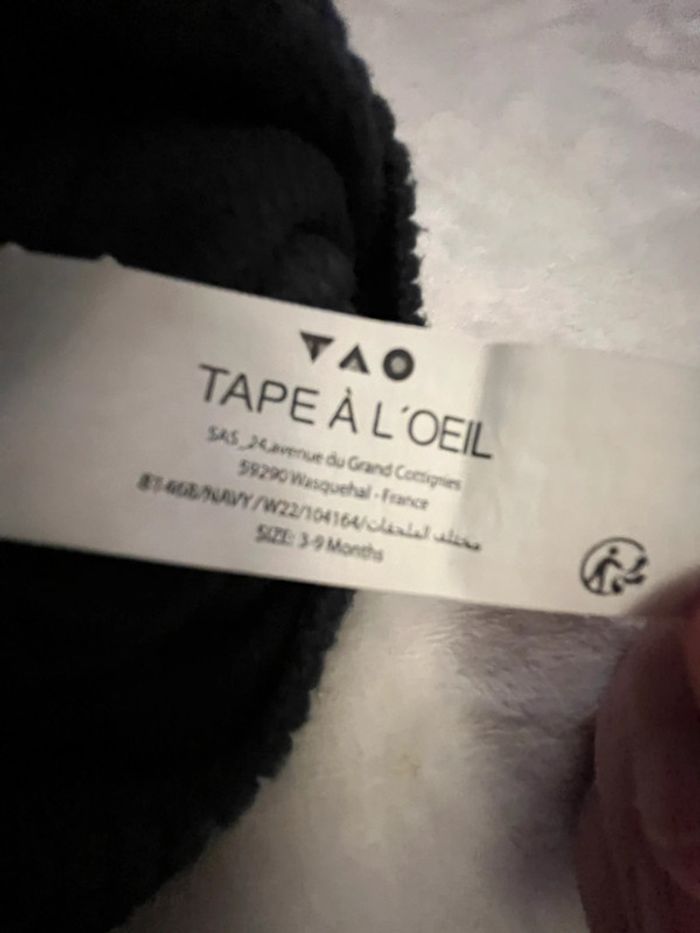 TAO
TAPE À L'OEIL
SAS_24,avenue du Grand Cottignies
59290 Wasquehal - France
/NAVY/W22/104164/مختلف الملحقات
SIZE: 3-9 Months